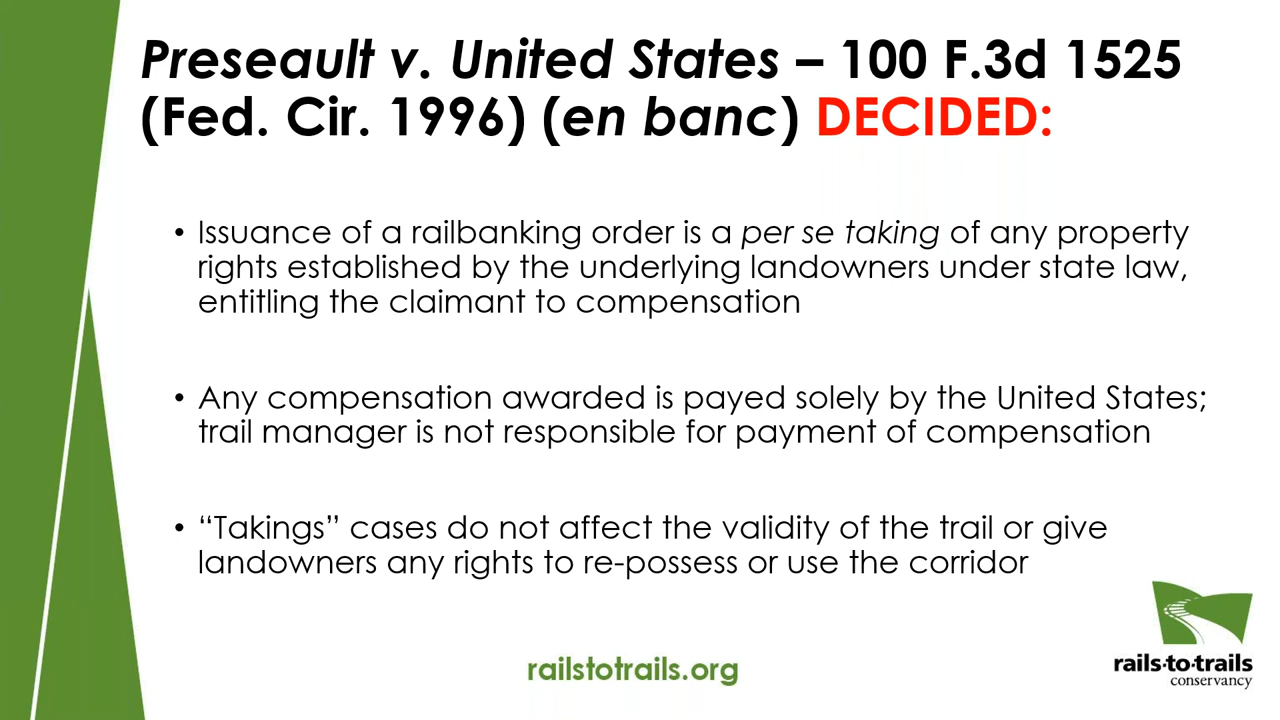 Preseault v. United States – 100 F.3d 1525
(Fed. Cir. 1996) (en banc) DECIDED:
• Issuance of a railbanking order is a per se taking of any property
rights established by the underlying landowners under state law,
entitling the claimant to compensation
• Any compensation awarded is payed solely by the United States;
trail manager is not responsible for payment of compensation
• “Takings” cases do not affect the validity of the trail or give
landowners any rights to re-possess or use the corridor
railstotrails.org
rails·to·trails
conservancy